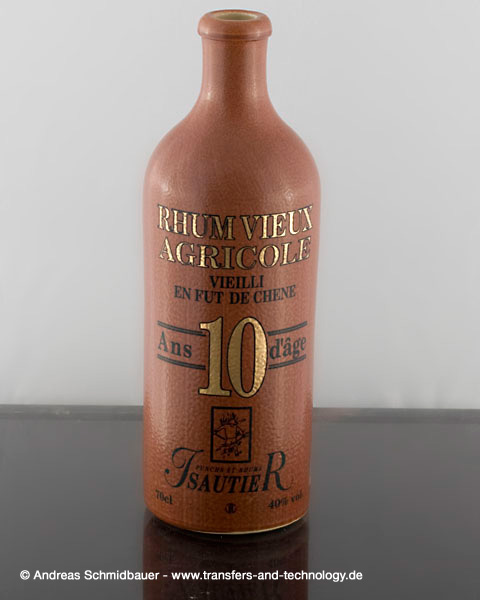 RHUM VIEUX
AGRICOLE
VIEILLI
EN FUT DE CHENE
Ans 10 d'âge
PUNCHS ET RHUMS
ISAUTIER
70cl 40% vol
© Andreas Schmidbauer - www.transfers-and-technology.de